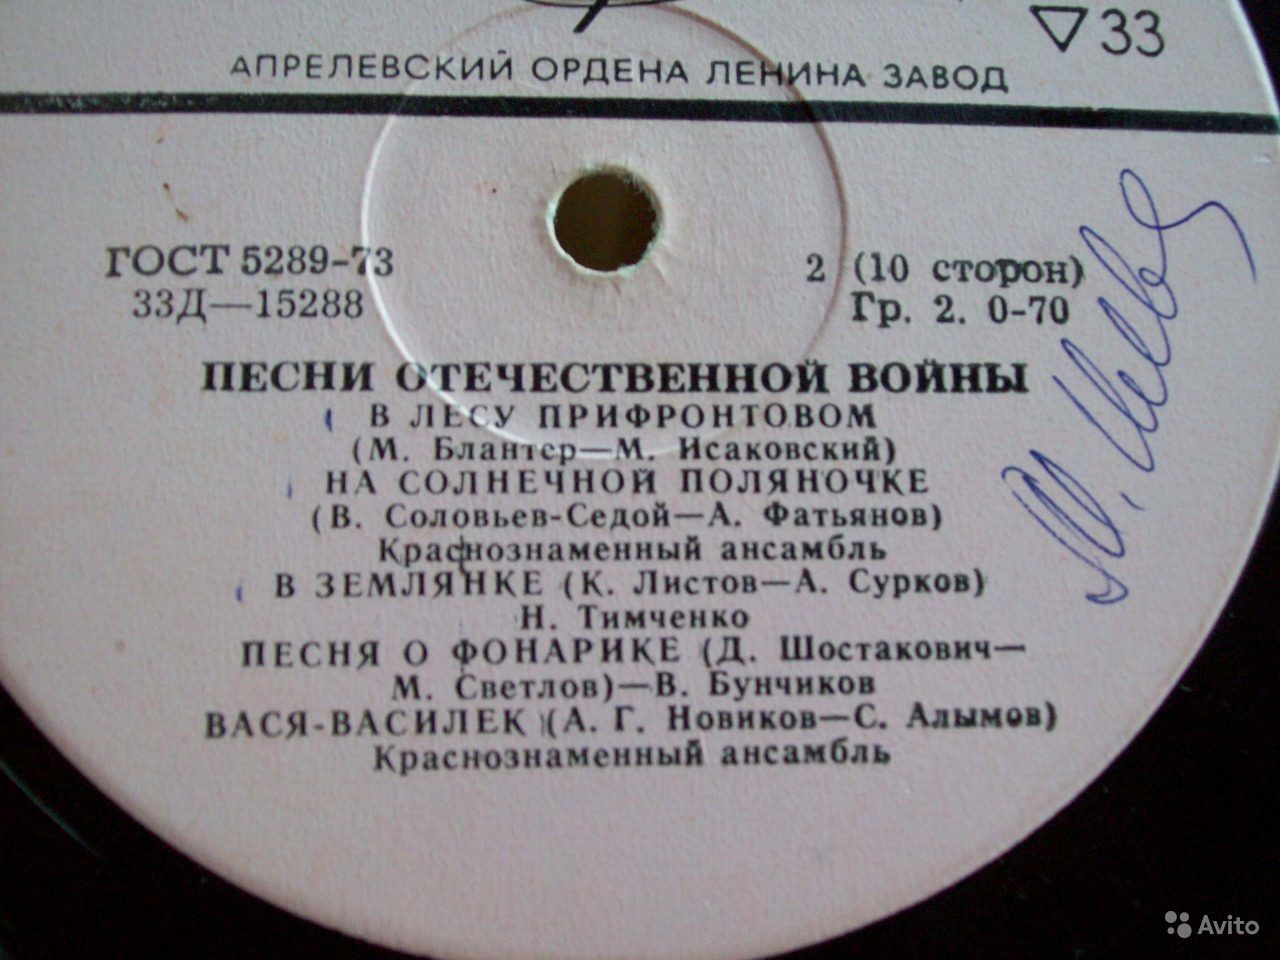 ▽33
АПРЕЛЕВСКИЙ ОРДЕНА ЛЕНИНА ЗАВОД
ГОСТ 5289-73
33Д—15288
2 (10 сторон)
Гр. 2. 0-70
ПЕСНИ ОТЕЧЕСТВЕННОЙ ВОЙНЫ
В ЛЕСУ ПРИФРОНТОВОМ
(М. Блантер—М. Исаковский)
НА СОЛНЕЧНОЙ ПОЛЯНОЧКЕ
(В. Соловьев-Седой—А. Фатьянов)
Краснознаменный ансамбль
В ЗЕМЛЯНКЕ (К. Листов—А. Сурков)
Н. Тимченко
ПЕСНЯ О ФОНАРИКЕ (Д. Шостакович—
М. Светлов)—В. Бунчиков
ВАСЯ-ВАСИЛЕК (А. Г. Новиков—С. Алымов)
Краснознаменный ансамбль
Avito